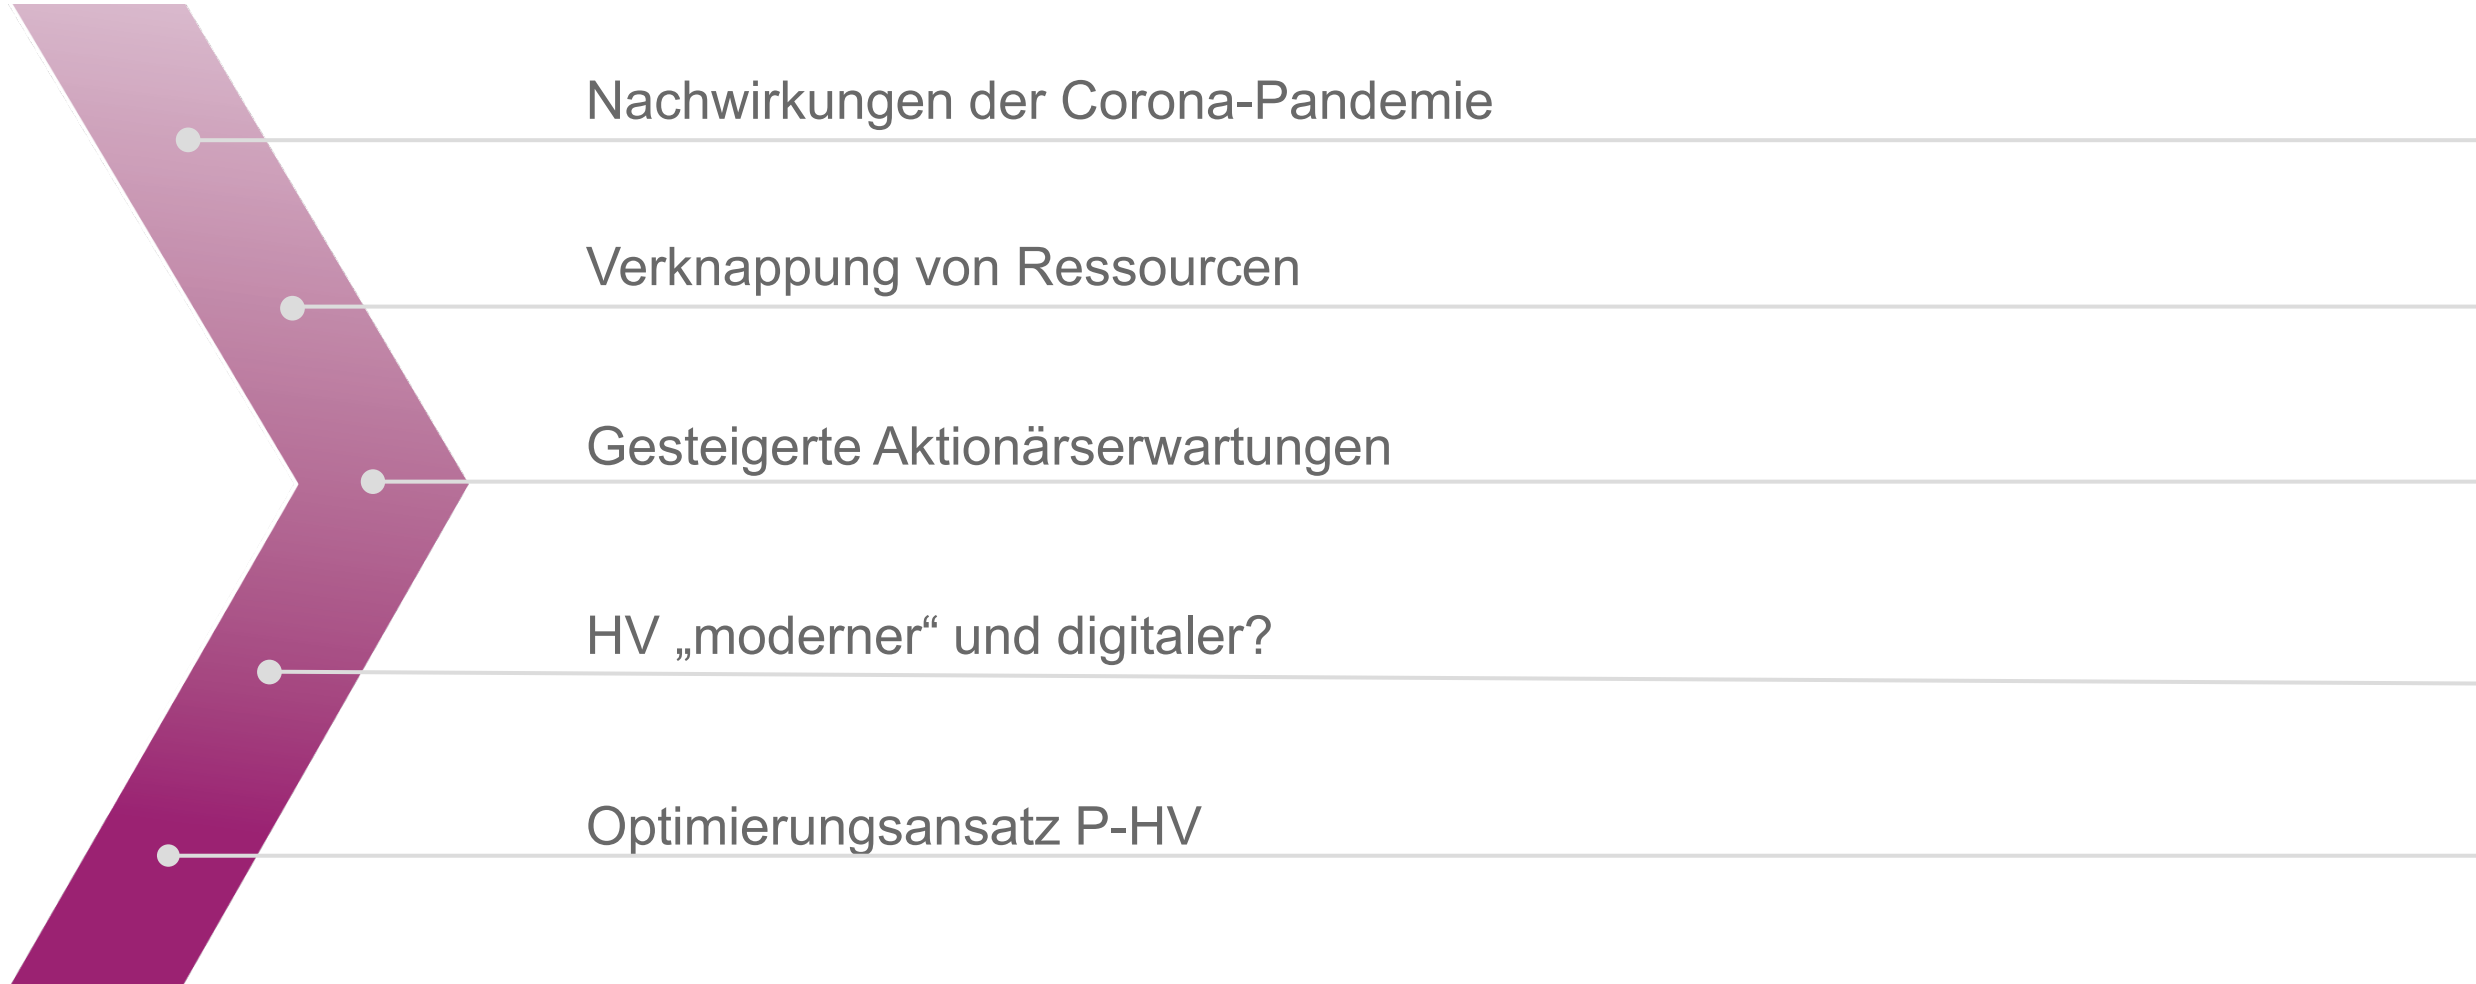 Nachwirkungen der Corona-Pandemie
Verknappung von Ressourcen
Gesteigerte Aktionärserwartungen
HV „moderner“ und digitaler?
Optimierungsansatz P-HV